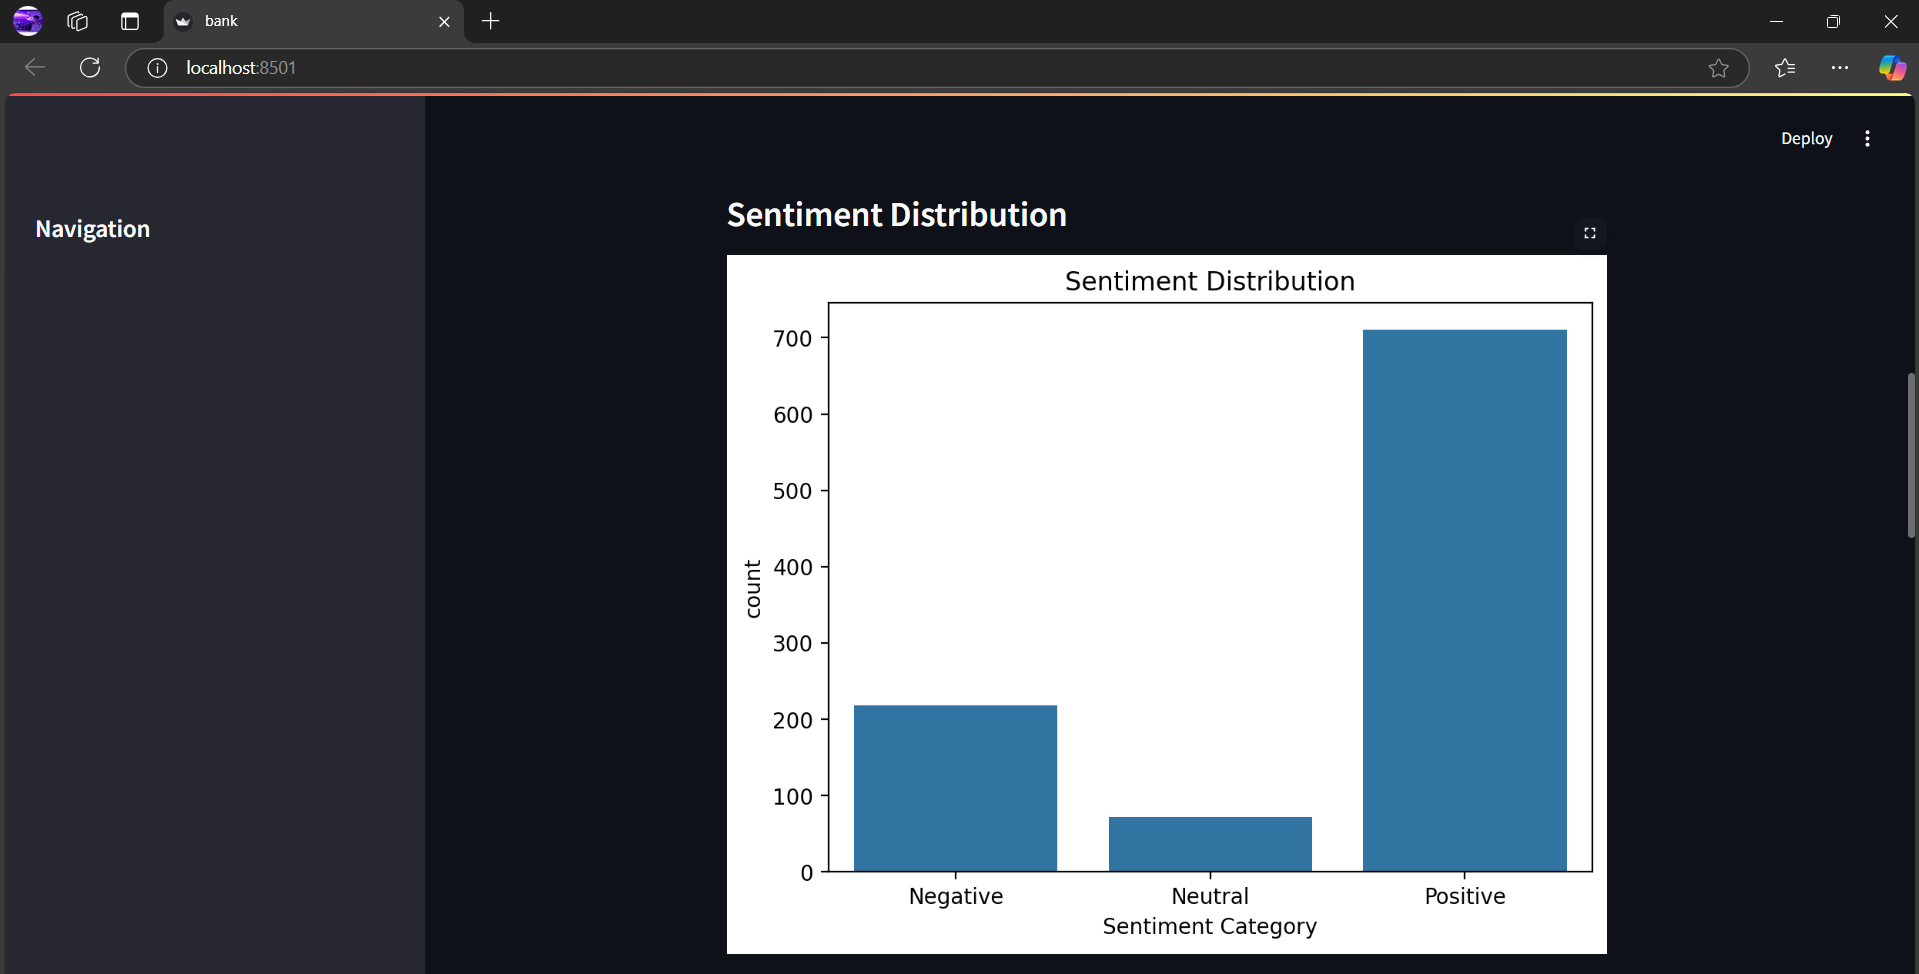 bank
localhost:8501
Deploy
Navigation
Sentiment Distribution
Sentiment Distribution
700
600
500
400
300
200
100
0
count
Negative Neutral Positive
Sentiment Category